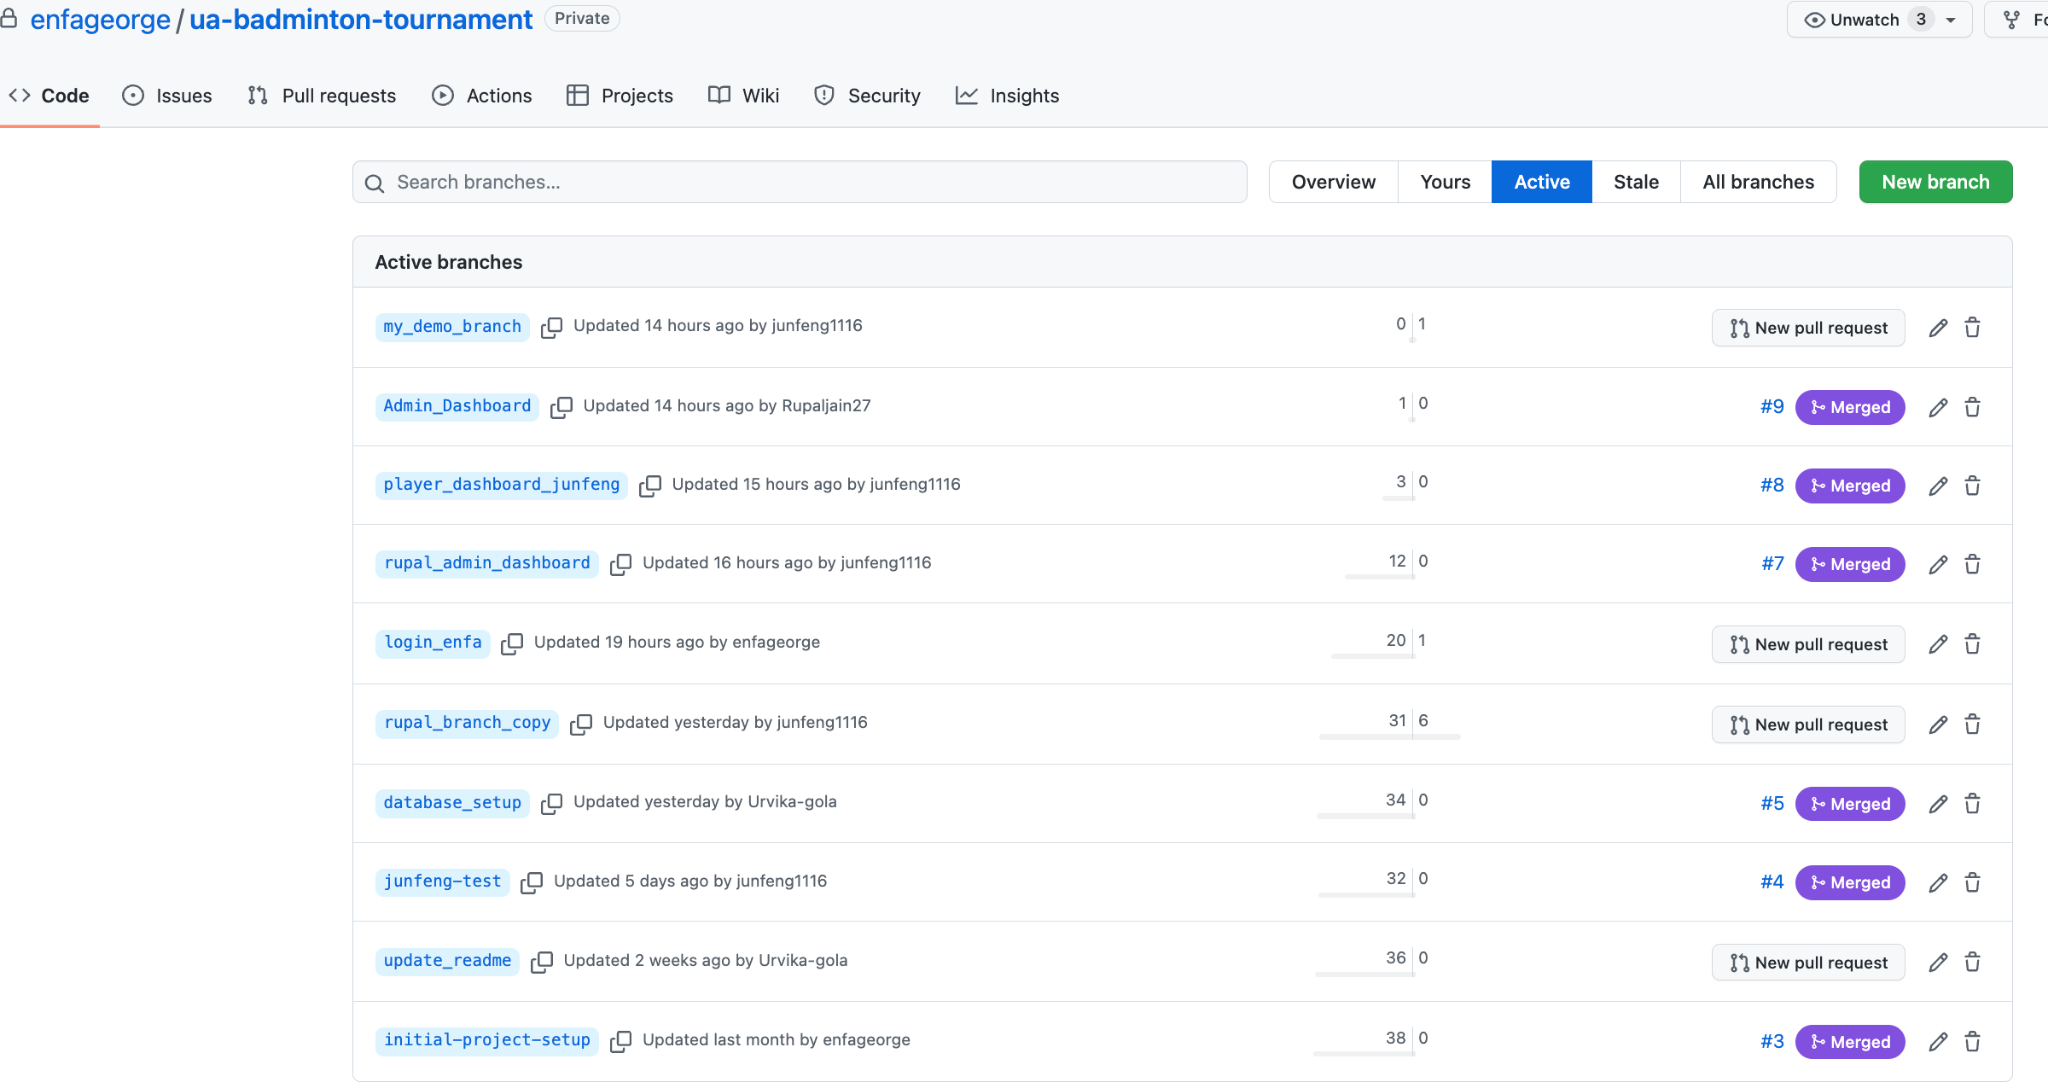 enfageorge / ua-badminton-tournament Private Unwatch 3
Code Issues Pull requests Actions Projects Wiki Security Insights
Search branches... Overview Yours Active Stale All branches New branch
Active branches
my_demo_branch Updated 14 hours ago by junfeng1116 0 1 New pull request
Admin_Dashboard Updated 14 hours ago by Rupaljain27 1 0 #9 Merged
player_dashboard_junfeng Updated 15 hours ago by junfeng1116 3 0 #8 Merged
rupal_admin_dashboard Updated 16 hours ago by junfeng1116 12 0 #7 Merged
login_enfa Updated 19 hours ago by enfageorge 20 1 New pull request
rupal_branch_copy Updated yesterday by junfeng1116 31 6 New pull request
database_setup Updated yesterday by Urvika-gola 34 0 #5 Merged
junfeng-test Updated 5 days ago by junfeng1116 32 0 #4 Merged
update_readme Updated 2 weeks ago by Urvika-gola 36 0 New pull request
initial-project-setup Updated last month by enfageorge 38 0 #3 Merged